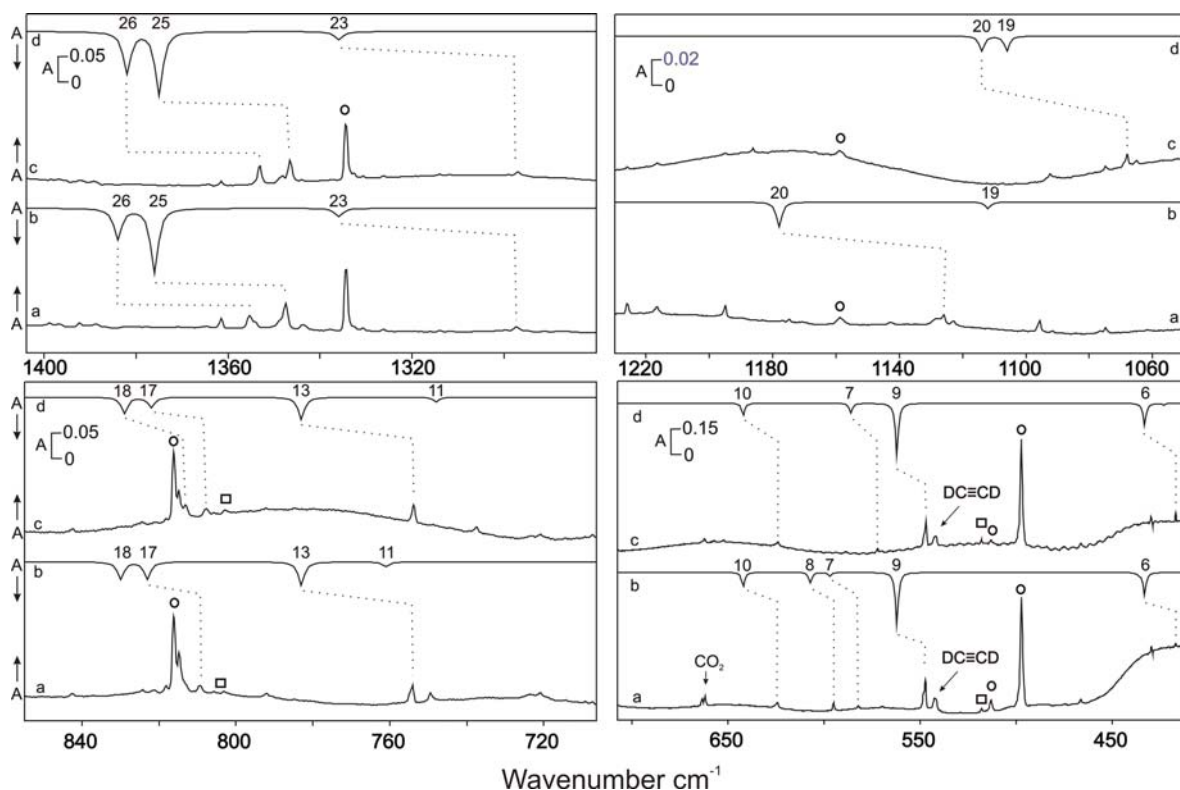 26 25 23
d
A
A 0.05
0
A
c
A
26 25 23
b
A
a
1400 1360 1320
20 19
d
A 0.02
0
c
20 19
b
a
1220 1180 1140 1100 1060
18 17 13 11
A
d
A 0.05
0
A
c
18 17 13 11
A
b
A
a
840 800 760 720
10 7 9 6
d
A 0.15
0
DC≡CD
c
10 8 7 9 6
b
CO₂
DC≡CD
a
650 550 450
Wavenumber cm⁻¹